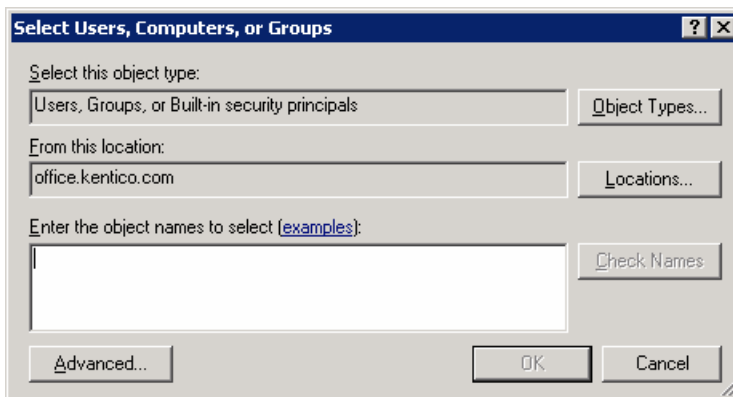 Select Users, Computers, or Groups
Select this object type:
Users, Groups, or Built-in security principals
Object Types...
From this location:
office.kentico.com
Locations...
Enter the object names to select (examples):
Check Names
Advanced...
OK
Cancel